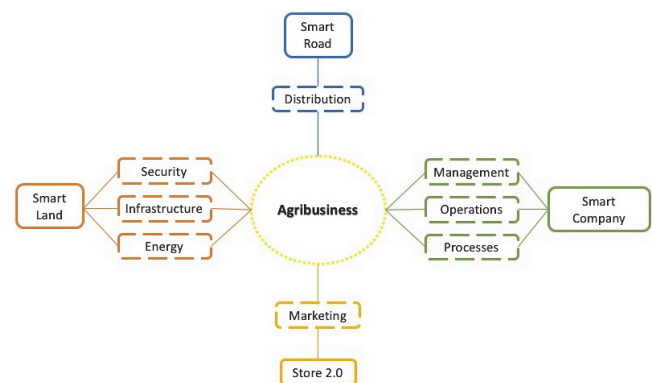 Smart
Road
Distribution
Security
Management
Smart
Land
Infrastructure
Agribusiness
Operations
Smart
Company
Energy
Processes
Marketing
Store 2.0